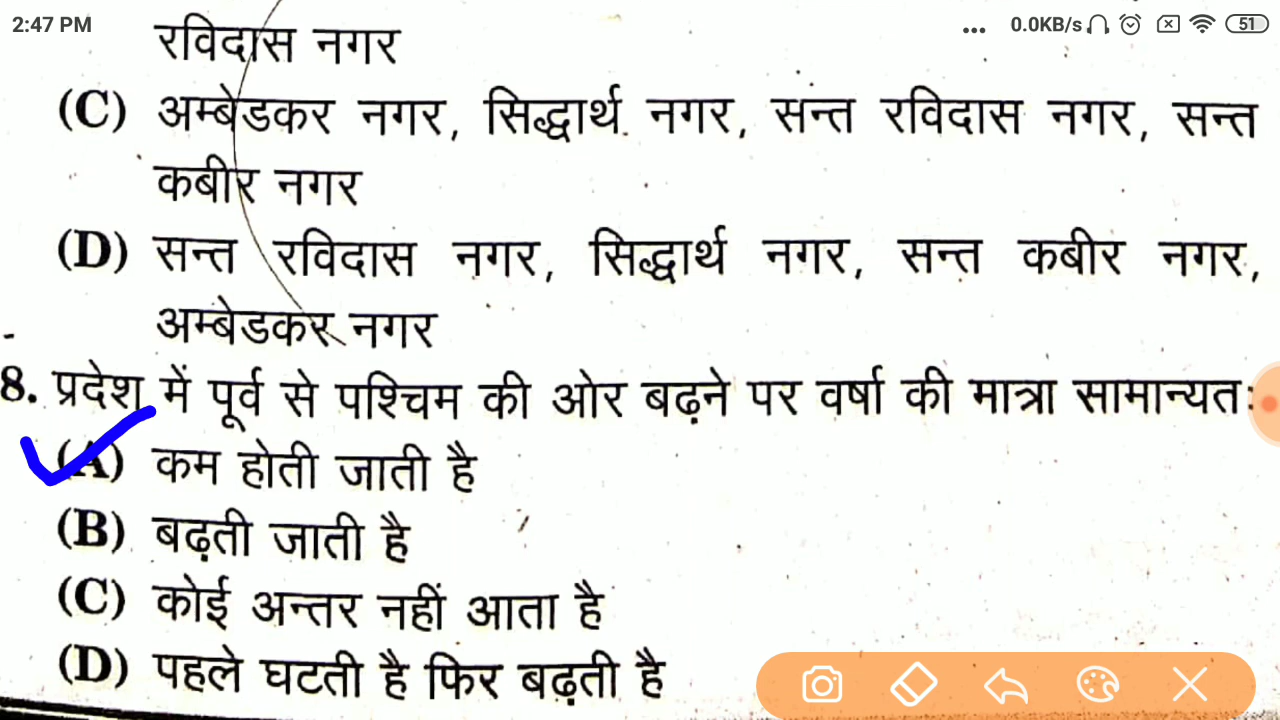 2:47 PM ... 0.0KB/s 51
रविदास नगर
(C) अम्बेडकर नगर, सिद्धार्थ नगर, सन्त रविदास नगर, सन्त
कबीर नगर
(D) सन्त रविदास नगर, सिद्धार्थ नगर, सन्त कबीर नगर,
अम्बेडकर नगर
8. प्रदेश में पूर्व से पश्चिम की ओर बढ़ने पर वर्षा की मात्रा सामान्यतः
(A) कम होती जाती है
(B) बढ़ती जाती है
(C) कोई अन्तर नहीं आता है
(D) पहले घटती है फिर बढ़ती है